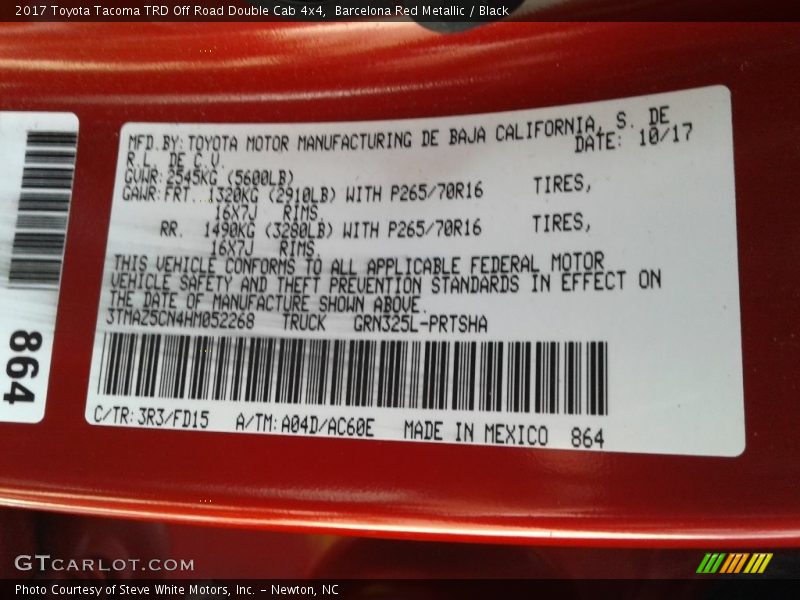 2017 Toyota Tacoma TRD Off Road Double Cab 4x4,  Barcelona Red Metallic / Black
MFD.BY:TOYOTA MOTOR MANUFACTURING DE BAJA CALIFORNIA, S. DE
R.L. DE C.V. DATE: 10/17
GVWR:2545KG (5600LB)
GAWR:FRT. 1320KG (2910LB) WITH P265/70R16 TIRES,
16X7J RIMS,
RR. 1490KG (3280LB) WITH P265/70R16 TIRES,
16X7J RIMS,
THIS VEHICLE CONFORMS TO ALL APPLICABLE FEDERAL MOTOR
VEHICLE SAFETY AND THEFT PREVENTION STANDARDS IN EFFECT ON
THE DATE OF MANUFACTURE SHOWN ABOVE.
3TMAZ5CN4HM052268 TRUCK GRN325L-PRTSHA
C/TR:3R3/FD15 A/TM:A04D/AC60E MADE IN MEXICO 864
864
GTCARLOT.COM
Photo Courtesy of Steve White Motors, Inc. – Newton, NC